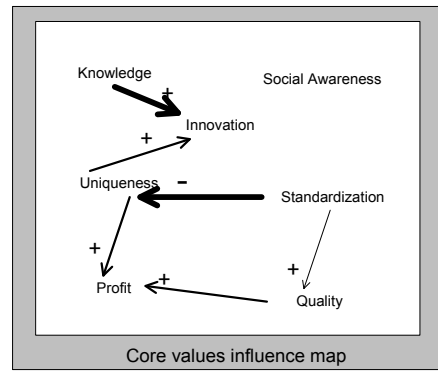 Knowledge
Social Awareness
+
Innovation
+
Uniqueness
-
Standardization
+
+
+
Profit
Quality
Core values influence map